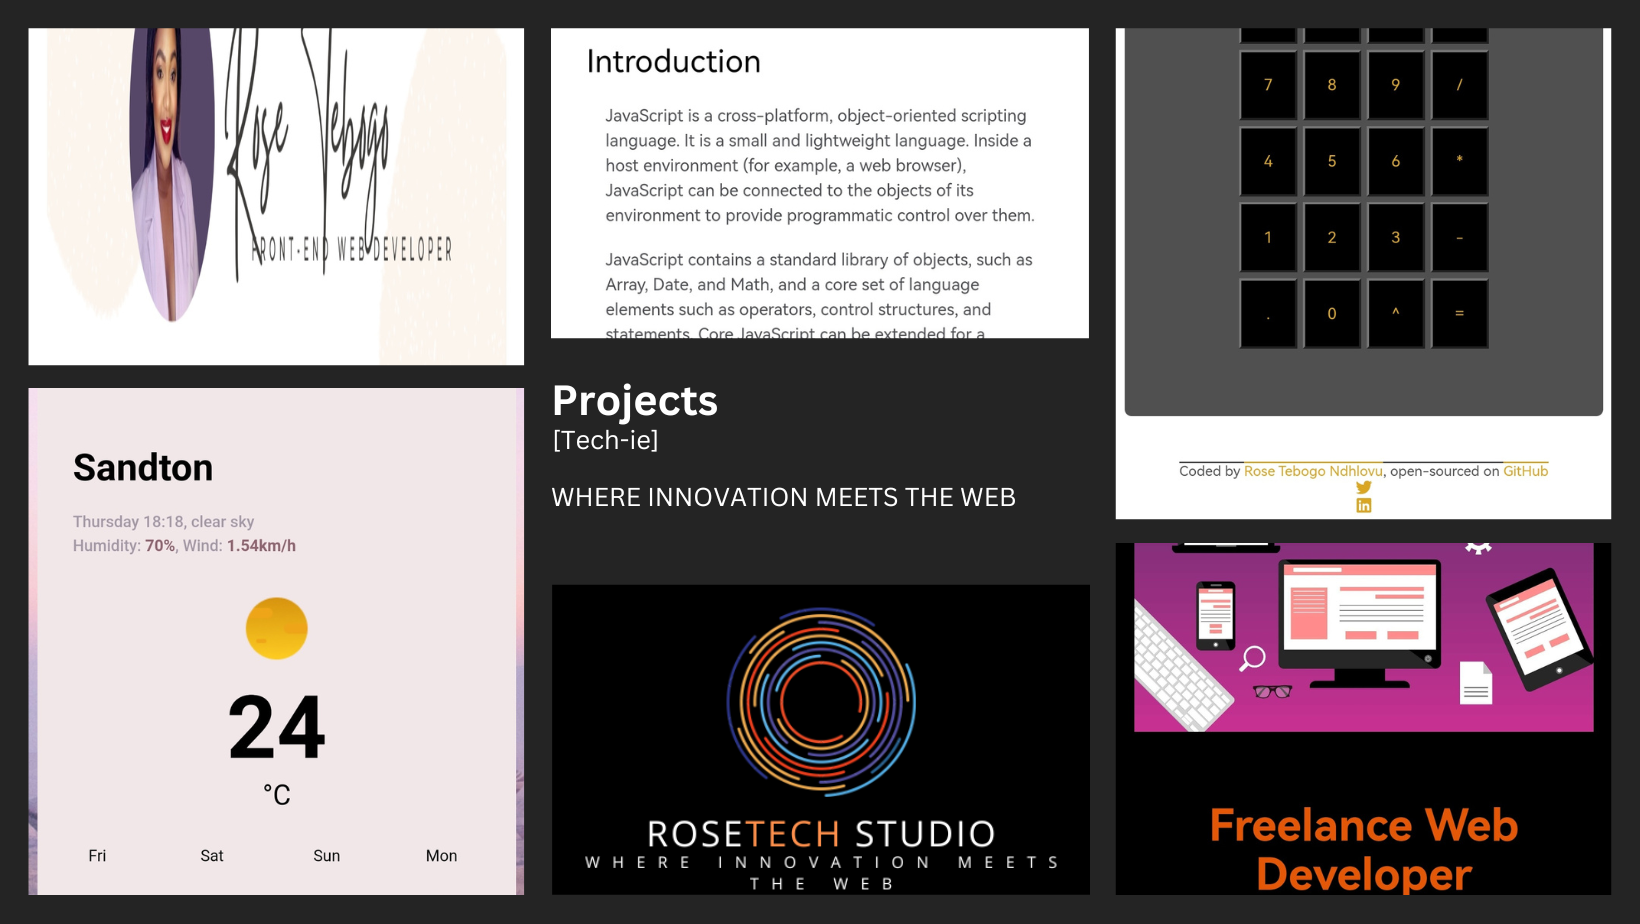 Rose Tebogo
FRONT-END WEB DEVELOPER
Sandton
Thursday 18:18, clear sky
Humidity: 70%, Wind: 1.54km/h
24
°C
Fri Sat Sun Mon
Introduction
JavaScript is a cross-platform, object-oriented scripting
language. It is a small and lightweight language. Inside a
host environment (for example, a web browser),
JavaScript can be connected to the objects of its
environment to provide programmatic control over them.
JavaScript contains a standard library of objects, such as
Array, Date, and Math, and a core set of language
elements such as operators, control structures, and
statements. Core JavaScript can be extended for a
Projects
[Tech-ie]
WHERE INNOVATION MEETS THE WEB
ROSETECH STUDIO
WHERE INNOVATION MEETS
THE WEB
7 8 9 /
4 5 6 *
1 2 3 -
. 0 ^ =
Coded by Rose Tebogo Ndhlovu, open-sourced on GitHub
Freelance Web
Developer